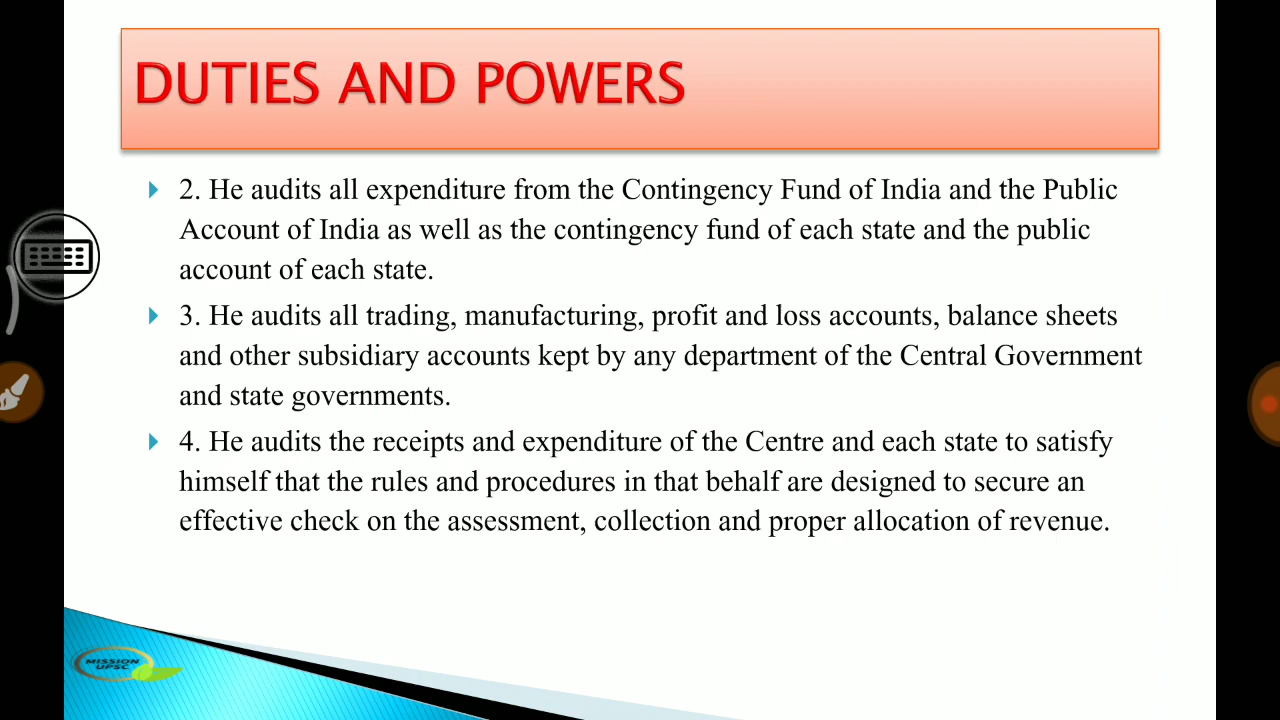 DUTIES AND POWERS
2. He audits all expenditure from the Contingency Fund of India and the Public
Account of India as well as the contingency fund of each state and the public
account of each state.
3. He audits all trading, manufacturing, profit and loss accounts, balance sheets
and other subsidiary accounts kept by any department of the Central Government
and state governments.
4. He audits the receipts and expenditure of the Centre and each state to satisfy
himself that the rules and procedures in that behalf are designed to secure an
effective check on the assessment, collection and proper allocation of revenue.
MISSION
UPSC